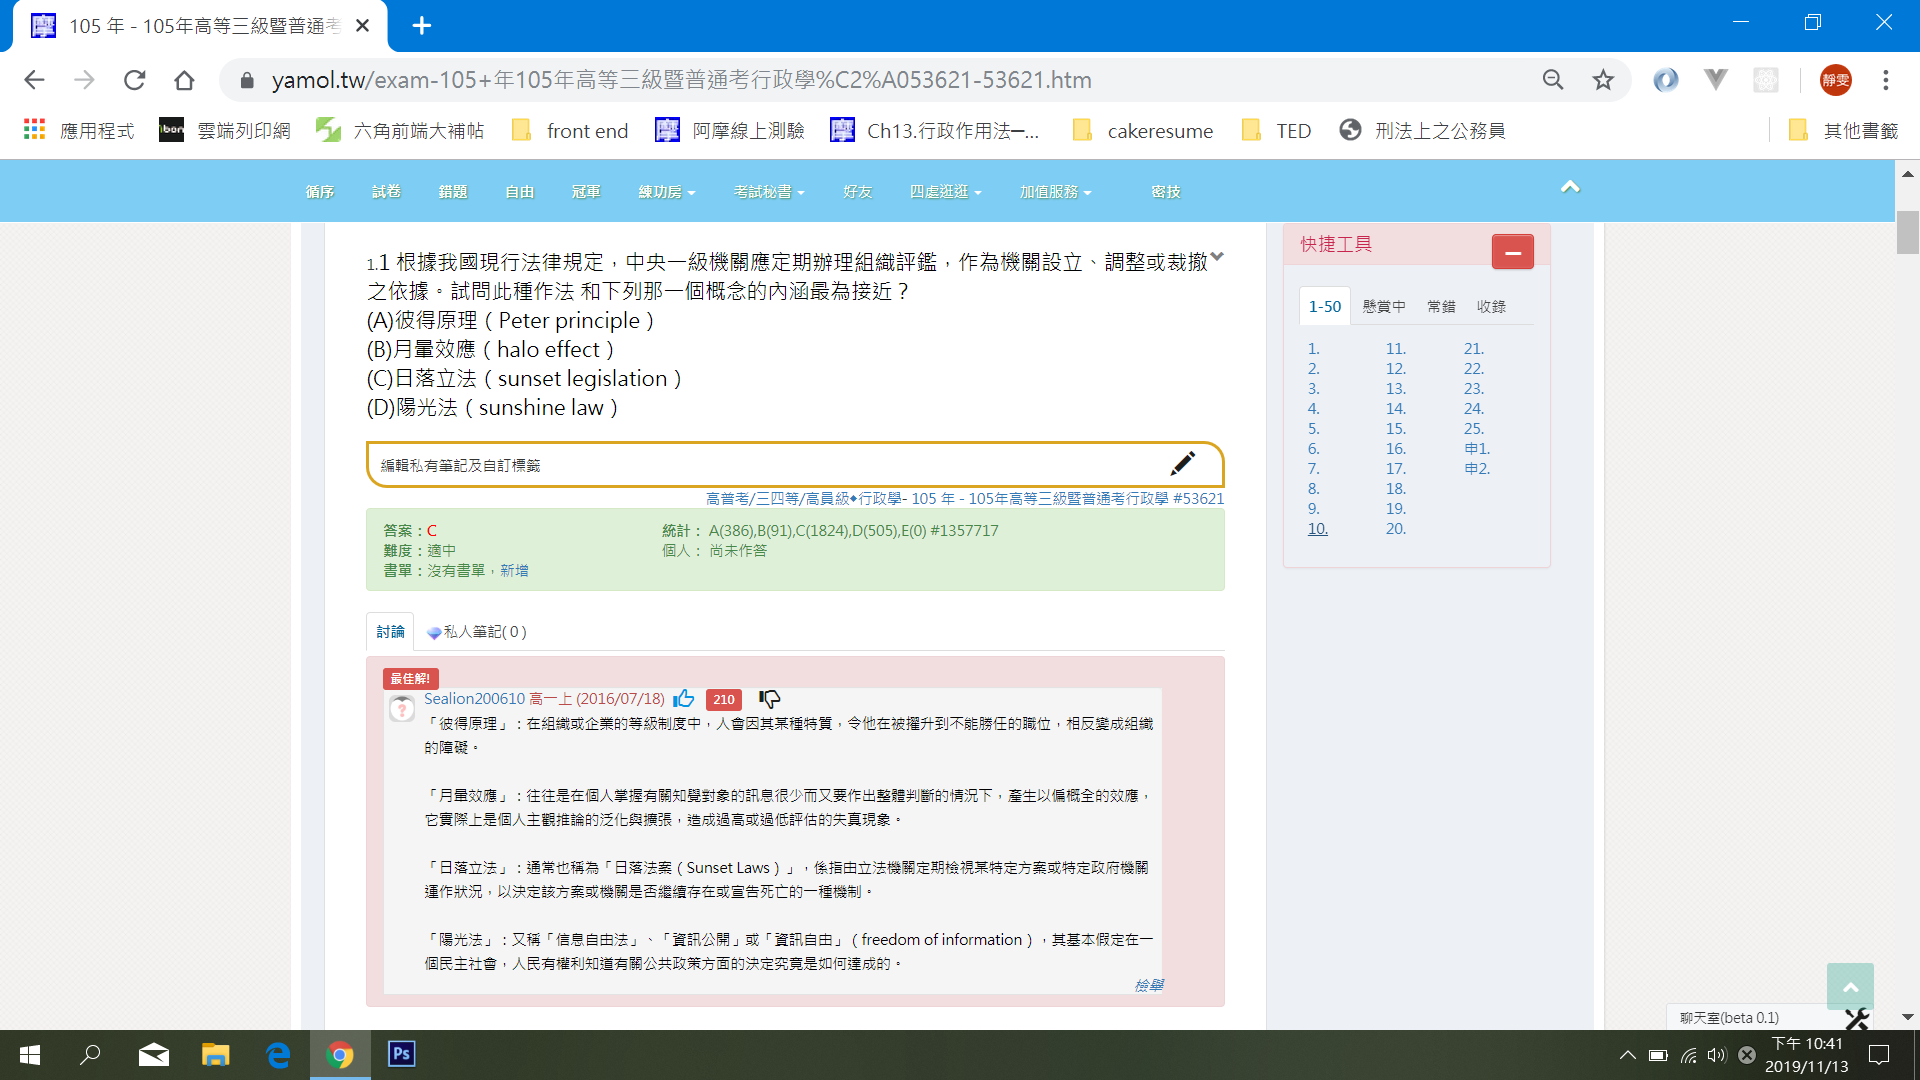 105 年 - 105年高等三級暨普通考
yamol.tw/exam-105+年105年高等三級暨普通考行政學%C2%A053621-53621.htm
靜雯
應用程式
ibon
雲端列印網
六角前端大補帖
front end
阿摩線上測驗
Ch13.行政作用法─...
cakeresume
TED
刑法上之公務員
其他書籤
循序 試卷 錯題 自由 冠軍 練功房 考試秘書 好友 四處逛逛 加值服務 密技
1.1 根據我國現行法律規定，中央一級機關應定期辦理組織評鑑，作為機關設立、調整或裁撤
之依據。試問此種作法 和下列那一個概念的內涵最為接近？
(A)彼得原理（Peter principle）
(B)月暈效應（halo effect）
(C)日落立法（sunset legislation）
(D)陽光法（sunshine law）
編輯私有筆記及自訂標籤
高普考/三四等/高員級◆行政學- 105 年 - 105年高等三級暨普通考行政學 #53621
答案：C
統計： A(386),B(91),C(1824),D(505),E(0) #1357717
難度：適中
個人： 尚未作答
書單：沒有書單，新增
討論
私人筆記( 0 )
最佳解!
Sealion200610 高一上 (2016/07/18) 210
「彼得原理」：在組織或企業的等級制度中，人會因其某種特質，令他在被擢升到不能勝任的職位，相反變成組織
的障礙。
「月暈效應」：往往是在個人掌握有關知覺對象的訊息很少而又要作出整體判斷的情況下，產生以偏概全的效應，
它實際上是個人主觀推論的泛化與擴張，造成過高或過低評估的失真現象。
「日落立法」：通常也稱為「日落法案（Sunset Laws）」，係指由立法機關定期檢視某特定方案或特定政府機關
運作狀況，以決定該方案或機關是否繼續存在或宣告死亡的一種機制。
「陽光法」：又稱「信息自由法」、「資訊公開」或「資訊自由」（freedom of information），其基本假定在一
個民主社會，人民有權利知道有關公共政策方面的決定究竟是如何達成的。
檢舉
快捷工具
1-50 懸賞中 常錯 收錄
1. 11. 21.
2. 12. 22.
3. 13. 23.
4. 14. 24.
5. 15. 25.
6. 16. 申1.
7. 17. 申2.
8. 18.
9. 19.
10. 20.
聊天室(beta 0.1)
Ps
下午 10:41
2019/11/13